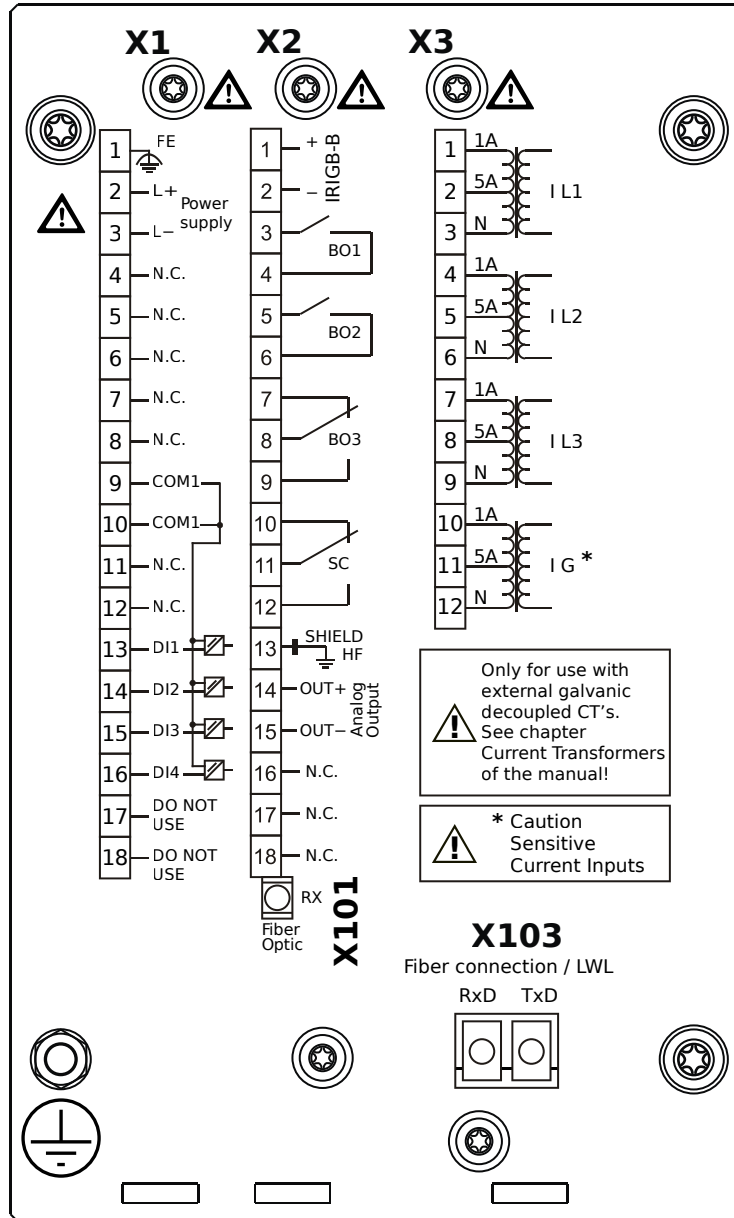 X1 X2 X3
1 FE
2 L+
3 L−
Power
supply
4 N.C.
5 N.C.
6 N.C.
7 N.C.
8 N.C.
9 COM1
10 COM1
11 N.C.
12 N.C.
13 DI1
14 DI2
15 DI3
16 DI4
17 DO NOT
USE
18 DO NOT
USE
1 +
2 −
IRIGB-B
3
4
BO1
5
6
BO2
7
8 BO3
9
10
11 SC
12
13 SHIELD
HF
14 OUT+
15 OUT−
Analog
Output
16 N.C.
17 N.C.
18 N.C.
RX
Fiber
Optic
X101
1 1A
2 5A I L1
3 N
4 1A
5 5A I L2
6 N
7 1A
8 5A I L3
9 N
10 1A
11 5A I G *
12 N
Only for use with
external galvanic
decoupled CT's.
See chapter
Current Transformers
of the manual!
* Caution
Sensitive
Current Inputs
X103
Fiber connection / LWL
RxD TxD